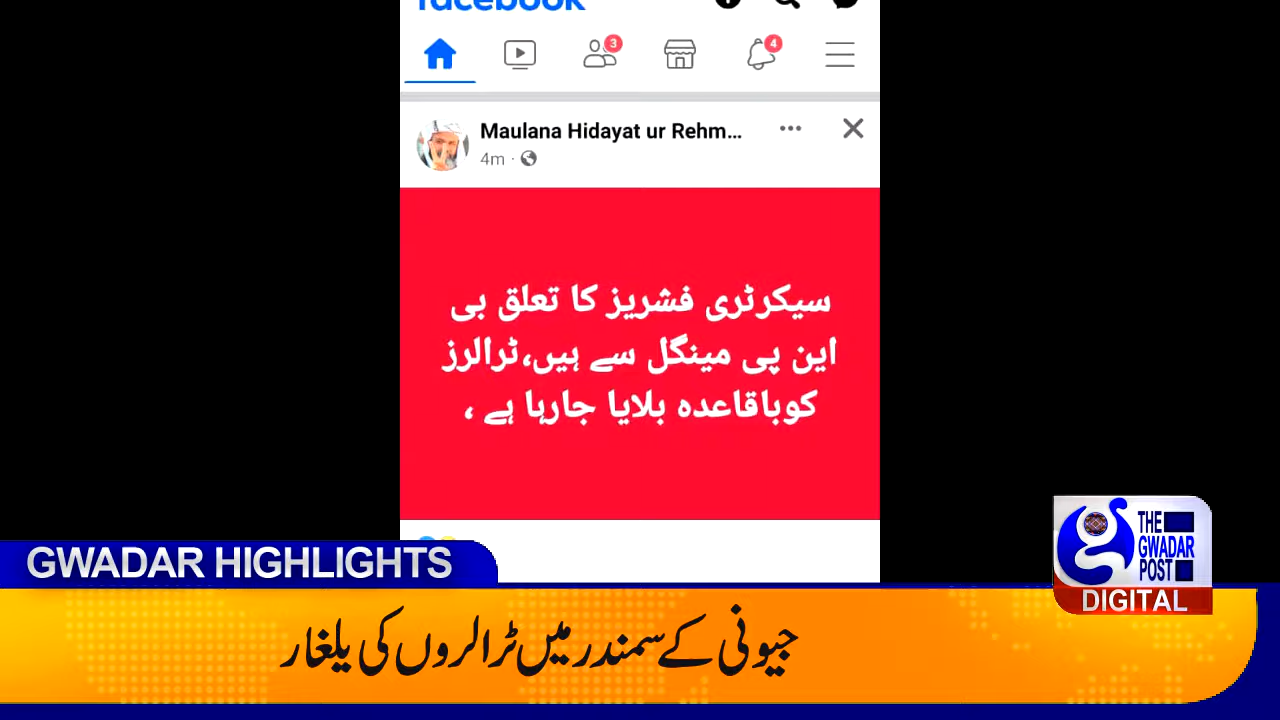 facebook
3
4
Maulana Hidayat ur Rehm...
4m
سیکرٹری فشریز کا تعلق بی
این پی مینگل سے ہیں،ٹرالرز
کوباقاعدہ بلایا جارہا ہے ،
THE
GWADAR
POST
DIGITAL
GWADAR HIGHLIGHTS
جیونی کے سمندر میں ٹرالروں کی یلغار